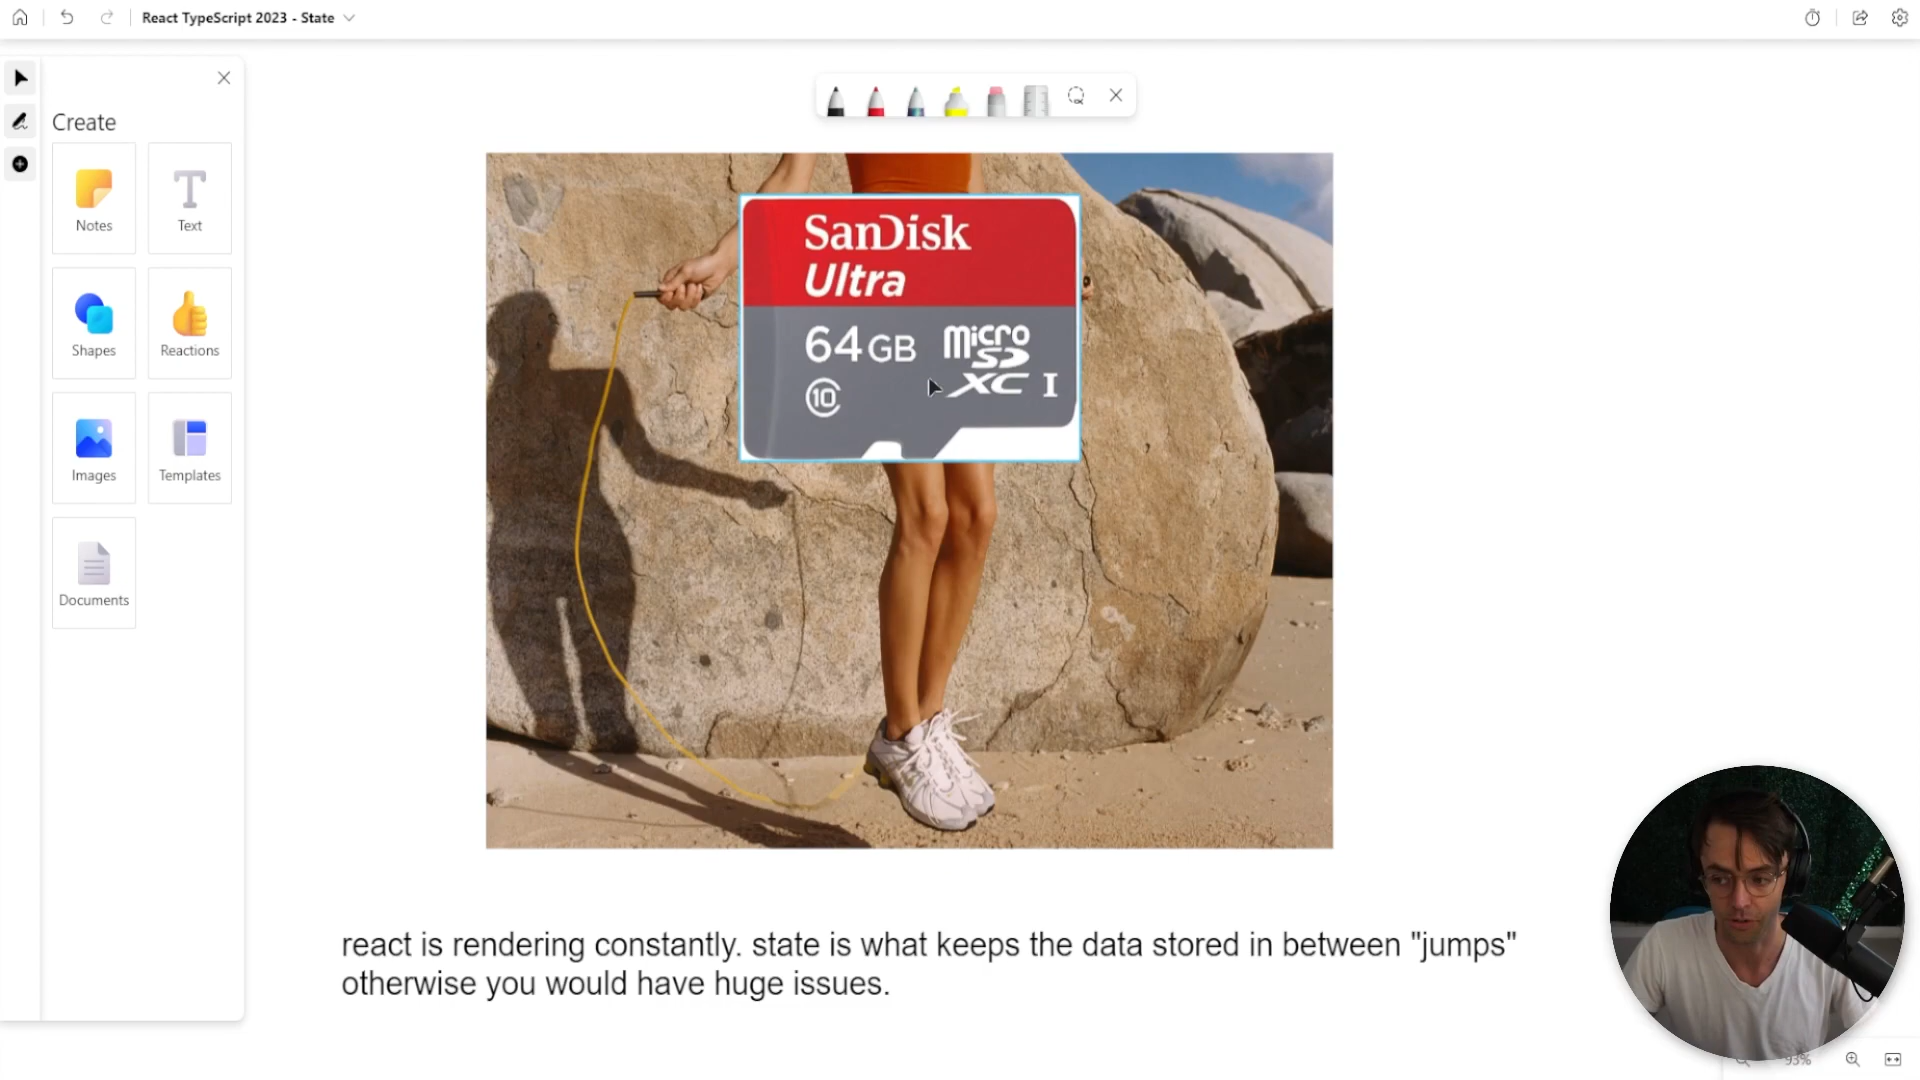 React TypeScript 2023 - State
Create
Notes
Text
Shapes
Reactions
Images
Templates
Documents
SanDisk
Ultra
64GB
micro
SD
XC I
10
react is rendering constantly. state is what keeps the data stored in between "jumps"
otherwise you would have huge issues.
93%